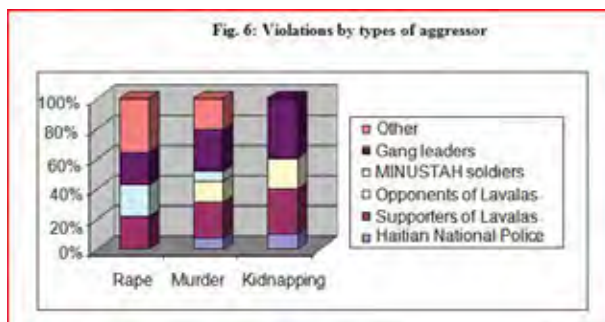 Fig. 6: Violations by types of aggressor
100%
80%
60%
40%
20%
0%
Rape Murder Kidnapping
Other
Gang leaders
MINUSTAH soldiers
Opponents of Lavalas
Supporters of Lavalas
Haitian National Police